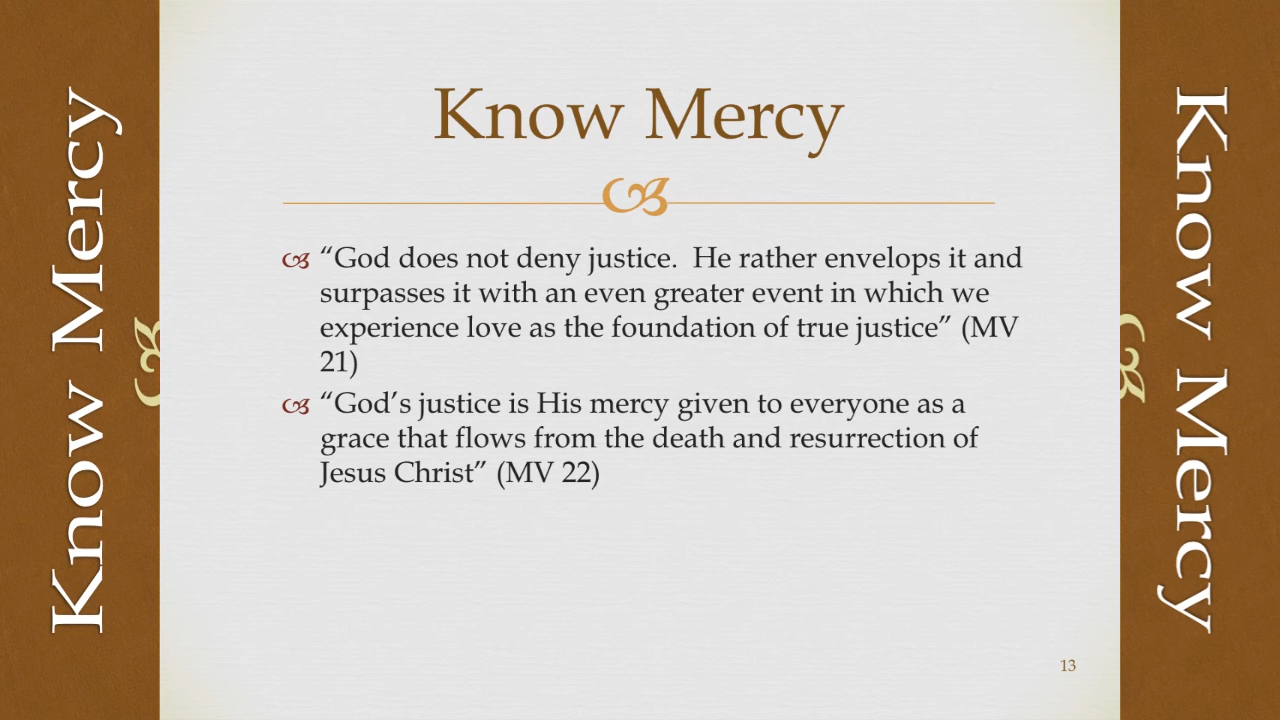 Know Mercy
Know Mercy
“God does not deny justice.  He rather envelops it and
surpasses it with an even greater event in which we
experience love as the foundation of true justice” (MV
21)
“God’s justice is His mercy given to everyone as a
grace that flows from the death and resurrection of
Jesus Christ” (MV 22)
13
Know Mercy